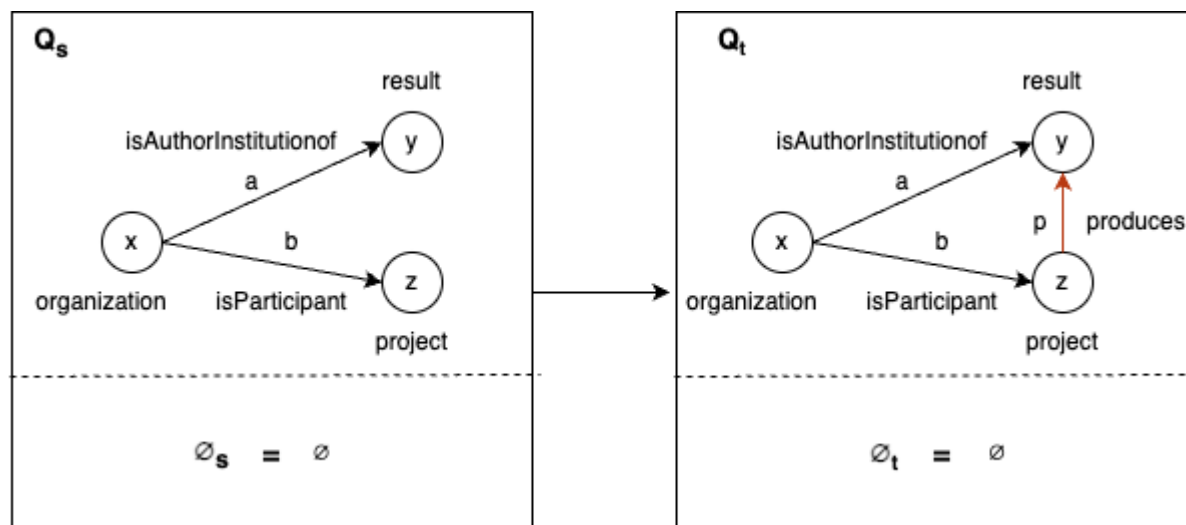 Qs
result
isAuthorInstitutionof
y
a
x
b
z
organization
isParticipant
project
∅s = ∅
Qt
result
isAuthorInstitutionof
y
a
p
produces
x
b
z
organization
isParticipant
project
∅t = ∅